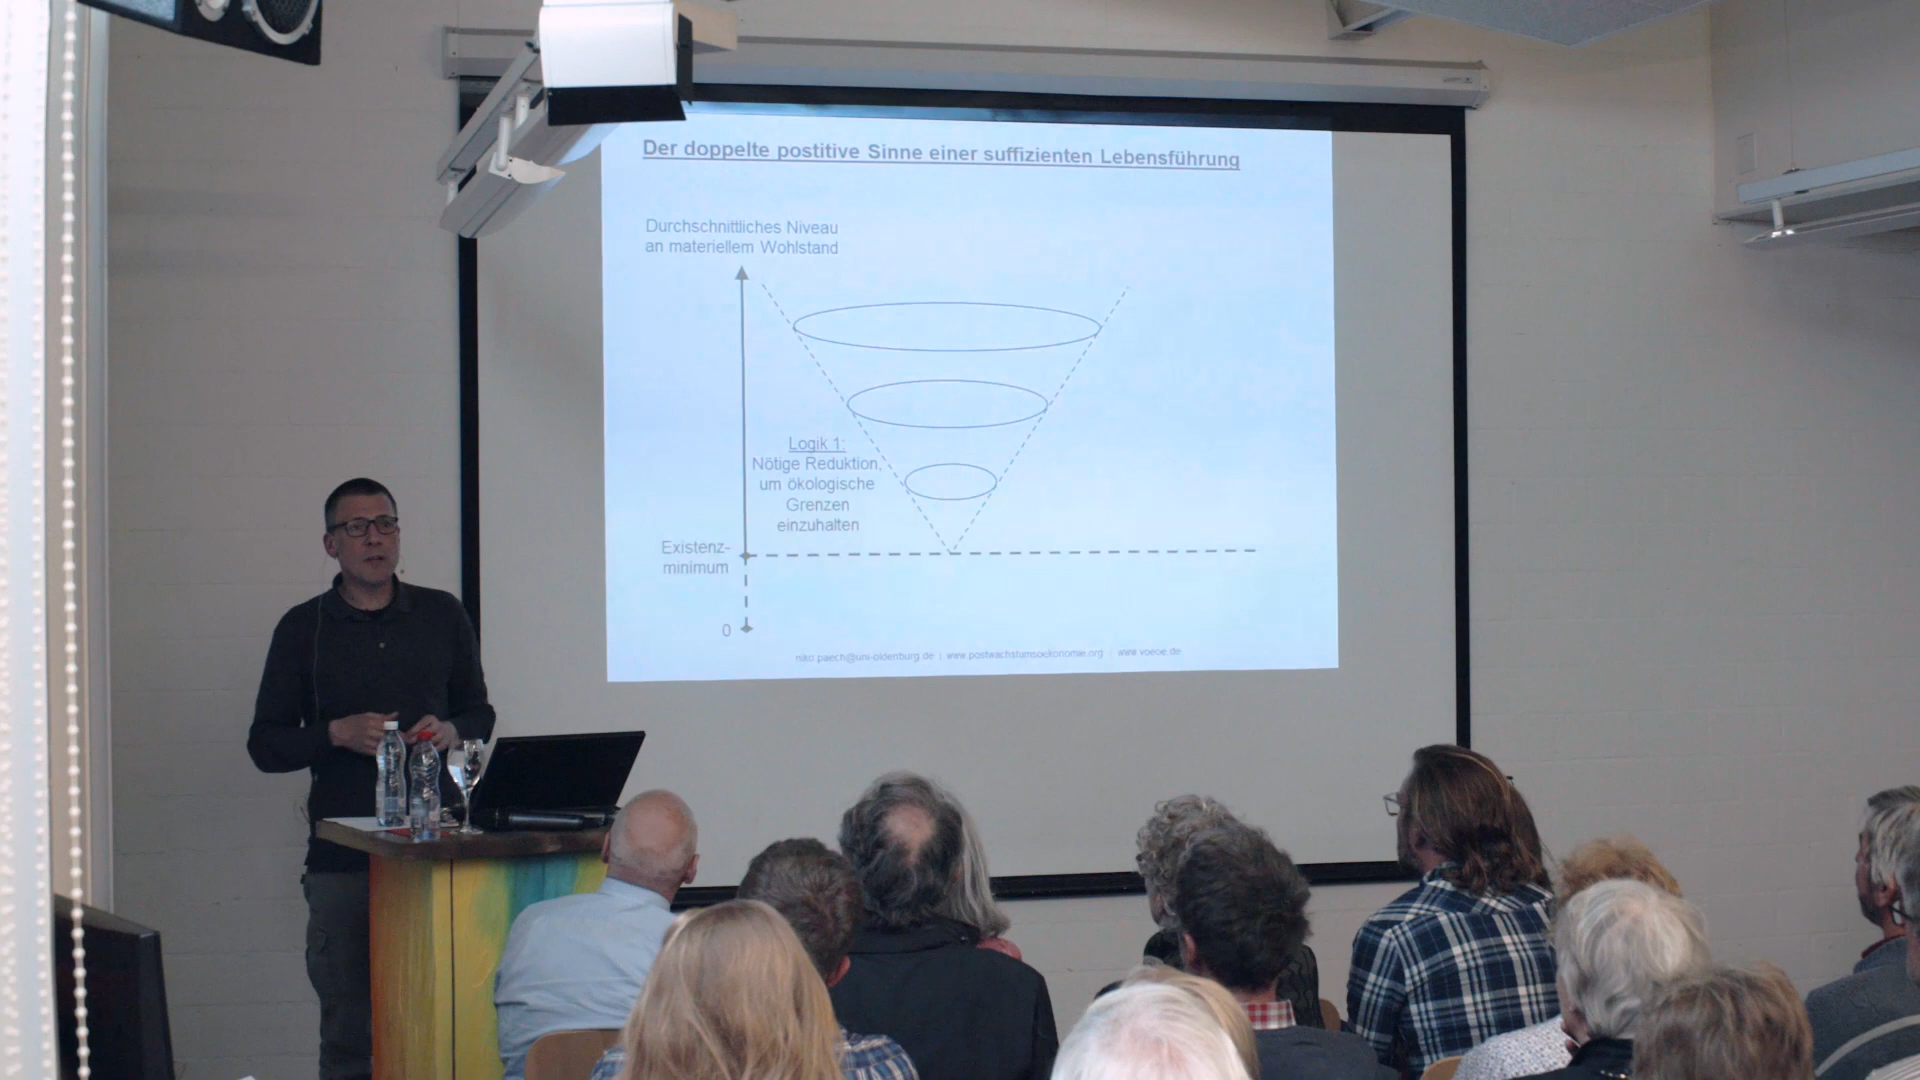 Der doppelte postitive Sinne einer suffizienten Lebensführung
Durchschnittliches Niveau
an materiellem Wohlstand
Logik 1:
Nötige Reduktion,
um ökologische
Grenzen
einzuhalten
Existenz-
minimum
0
niko.paech@uni-oldenburg.de | www.postwachstumsoekonomie.org | www.voeoe.de